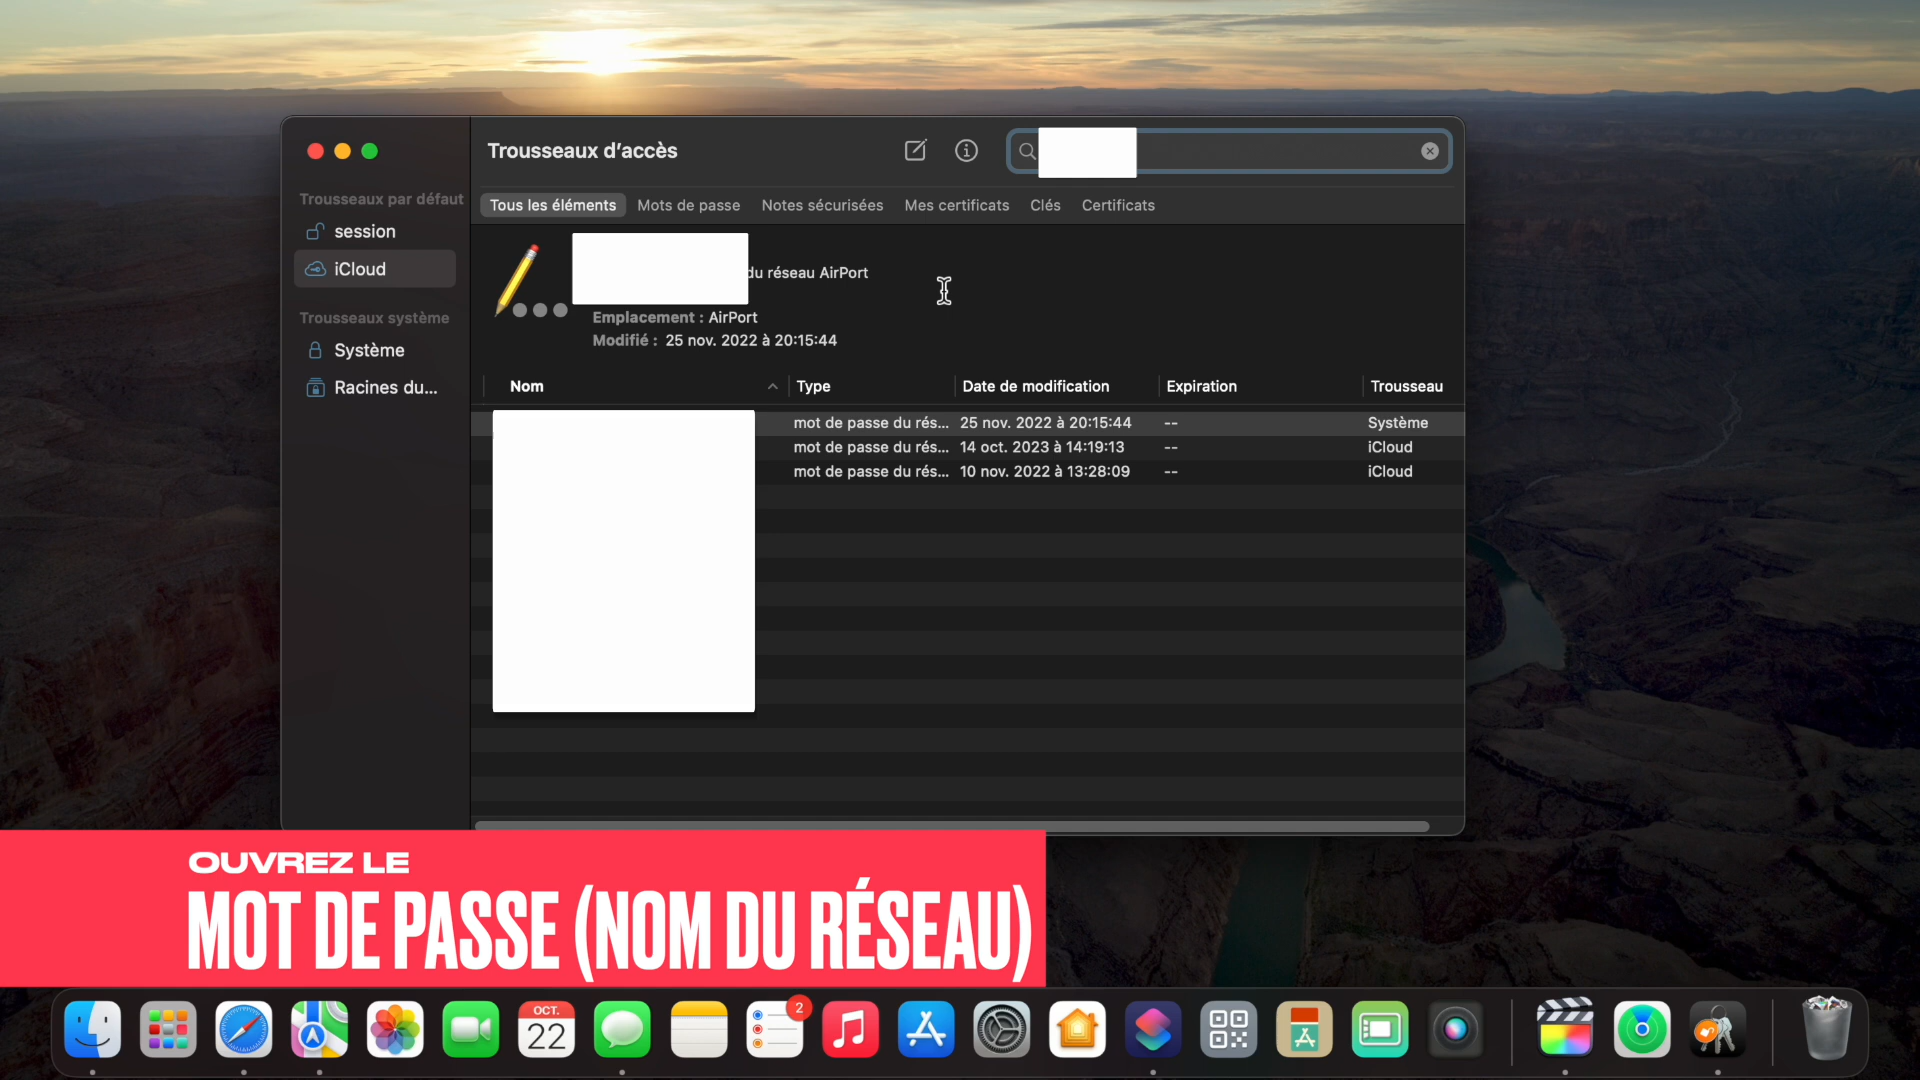 Trousseaux d'accès
Trousseaux par défaut
session
iCloud
Trousseaux système
Système
Racines du...
Tous les éléments
Mots de passe
Notes sécurisées
Mes certificats
Clés
Certificats
du réseau AirPort
Emplacement : AirPort
Modifié : 25 nov. 2022 à 20:15:44
Nom
Type
Date de modification
Expiration
Trousseau
mot de passe du rés... 25 nov. 2022 à 20:15:44 -- Système
mot de passe du rés... 14 oct. 2023 à 14:19:13 -- iCloud
mot de passe du rés... 10 nov. 2022 à 13:28:09 -- iCloud
OUVREZ LE
MOT DE PASSE (NOM DU RÉSEAU)
OCT.
22
2